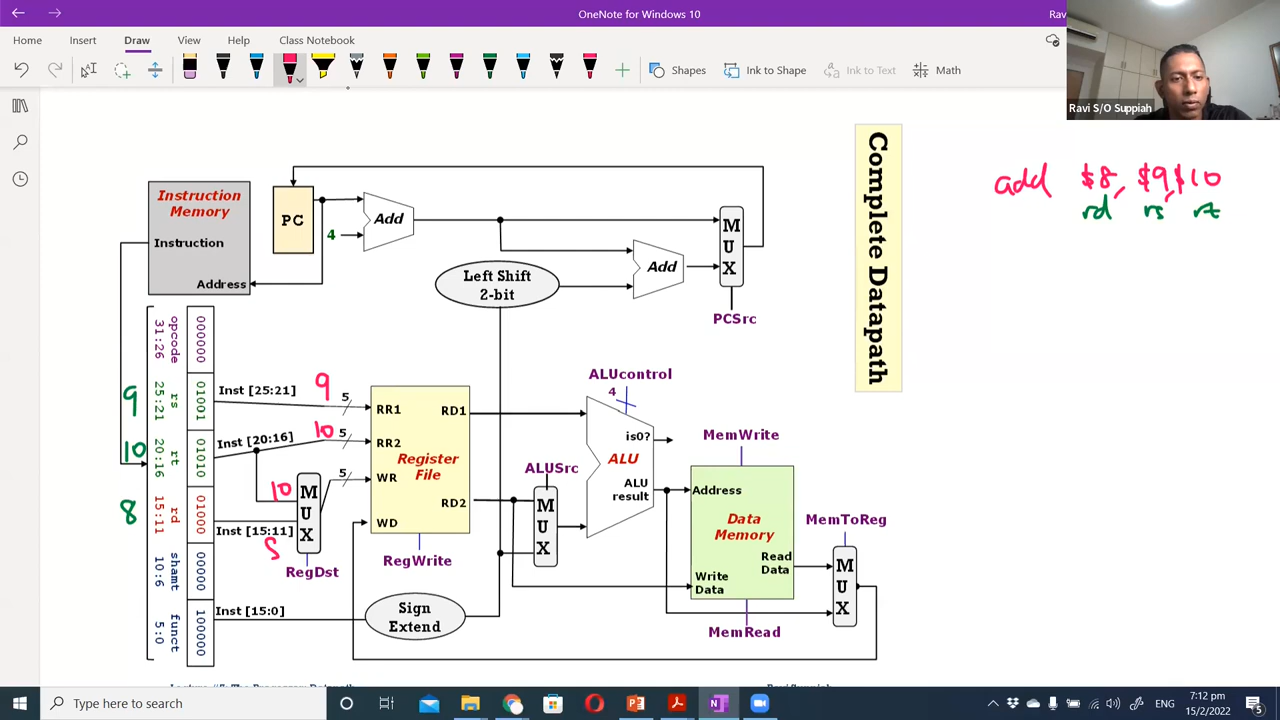 OneNote for Windows 10
Rav
Home Insert Draw View Help Class Notebook
Shapes Ink to Shape Ink to Text Math
Ravi S/O Suppiah
add $8, $9, $10
rd rs rt
Complete Datapath
Instruction
Memory
Instruction
Address
PC
4
Add
Left Shift
2-bit
Add
MUX
PCSrc
opcode
31:26
000000
9
rs
25:21
01001
10
rt
20:16
01010
8
rd
15:11
01000
shamt
10:6
00000
funct
5:0
100000
Inst [25:21]
9
5
Inst [20:16]
10
5
10
MUX
5
Inst [15:11]
RegDst
Inst [15:0]
RR1
RR2
WR
WD
Register
File
RD1
RD2
RegWrite
Sign
Extend
ALUSrc
MUX
ALUcontrol
4
is0?
ALU
ALU
result
MemWrite
Address
Data
Memory
Read
Data
Write
Data
MemRead
MemToReg
MUX
Type here to search
ENG
7:12 pm
15/2/2022
5